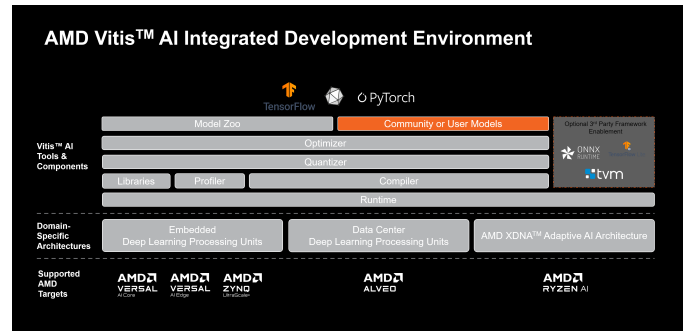 AMD Vitis™ AI Integrated Development Environment
TensorFlow
PyTorch
Model Zoo
Community or User Models
Optional 3rd Party Framework
Enablement
Vitis™ AI
Tools &
Components
Optimizer
Quantizer
ONNX
RUNTIME
Libraries
Profiler
Compiler
tvm
Runtime
Domain-
Specific
Architectures
Embedded
Deep Learning Processing Units
Data Center
Deep Learning Processing Units
AMD XDNA™ Adaptive AI Architecture
Supported
AMD
Targets
AMD
VERSAL
AI Core
AMD
VERSAL
AI Edge
AMD
ZYNQ
UltraScale+
AMD
ALVEO
AMD
RYZEN AI